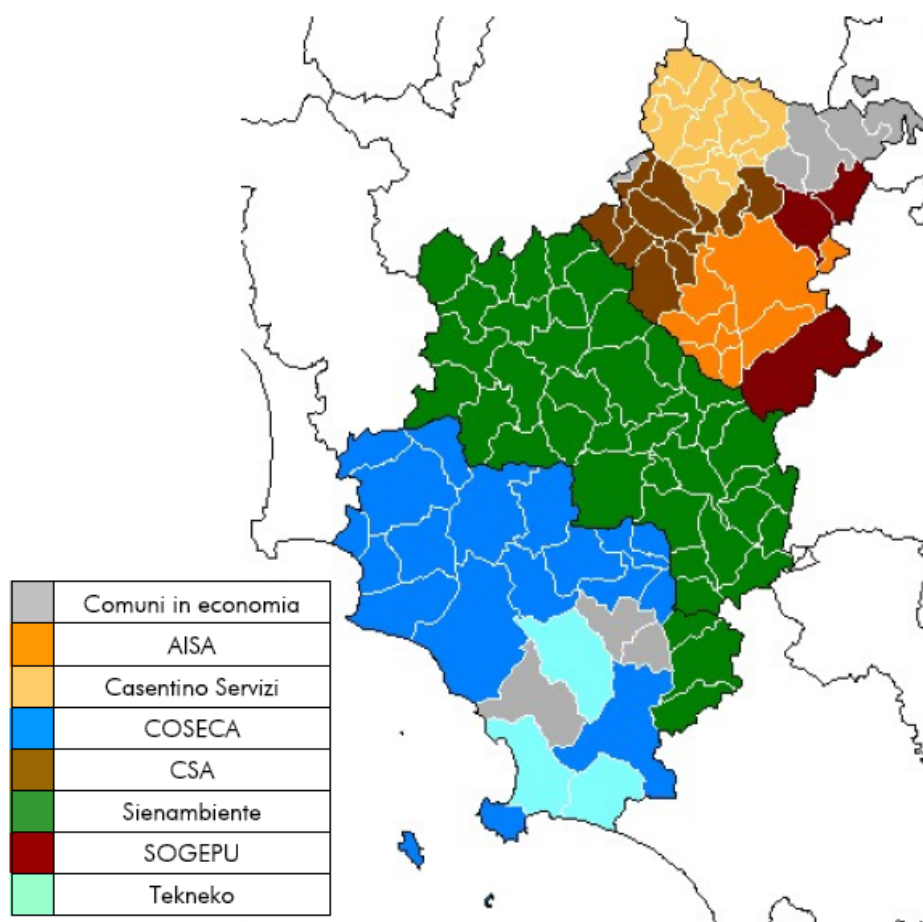 Comuni in economia
AISA
Casentino Servizi
COSECA
CSA
Sienambiente
SOGEPU
Tekneko